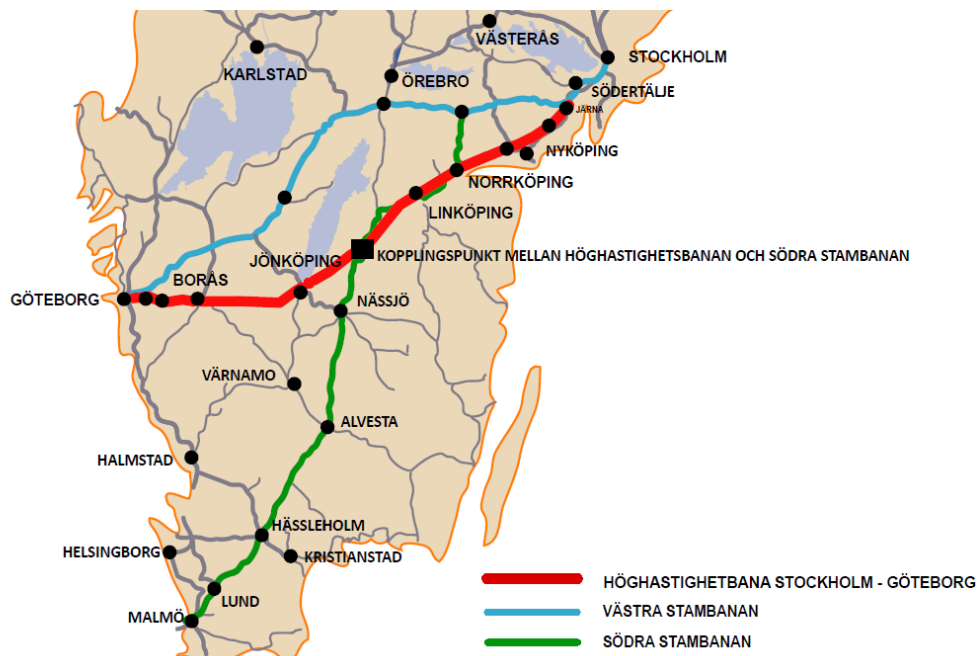 VÄSTERÅS
STOCKHOLM
KARLSTAD
ÖREBRO
SÖDERTÄLJE
JÄRNA
NYKÖPING
NORRKÖPING
LINKÖPING
KOPPLINGSPUNKT MELLAN HÖGHASTIGHETSBANAN OCH SÖDRA STAMBANAN
JÖNKÖPING
BORÅS
GÖTEBORG
NÄSSJÖ
VÄRNAMO
ALVESTA
HALMSTAD
HÄSSLEHOLM
HELSINGBORG
KRISTIANSTAD
LUND
MALMÖ
HÖGHASTIGHETBANA STOCKHOLM - GÖTEBORG
VÄSTRA STAMBANAN
SÖDRA STAMBANAN